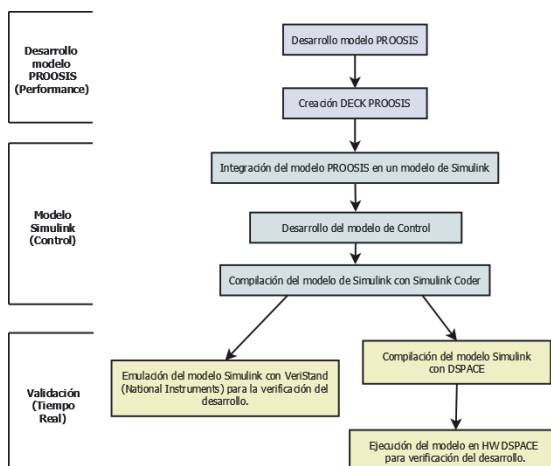 Desarrollo
modelo
PROOSIS
(Performance)
Desarrollo modelo PROOSIS
Creación DECK PROOSIS
Modelo
Simulink
(Control)
Integración del modelo PROOSIS en un modelo de Simulink
Desarrollo del modelo de Control
Compilación del modelo de Simulink con Simulink Coder
Validación
(Tiempo
Real)
Emulación del modelo Simulink con VeriStand
(National Instruments) para la verificación del
desarrollo.
Compilación del modelo Simulink
con DSPACE
Ejecución del modelo en HW DSPACE
para verificación del desarrollo.